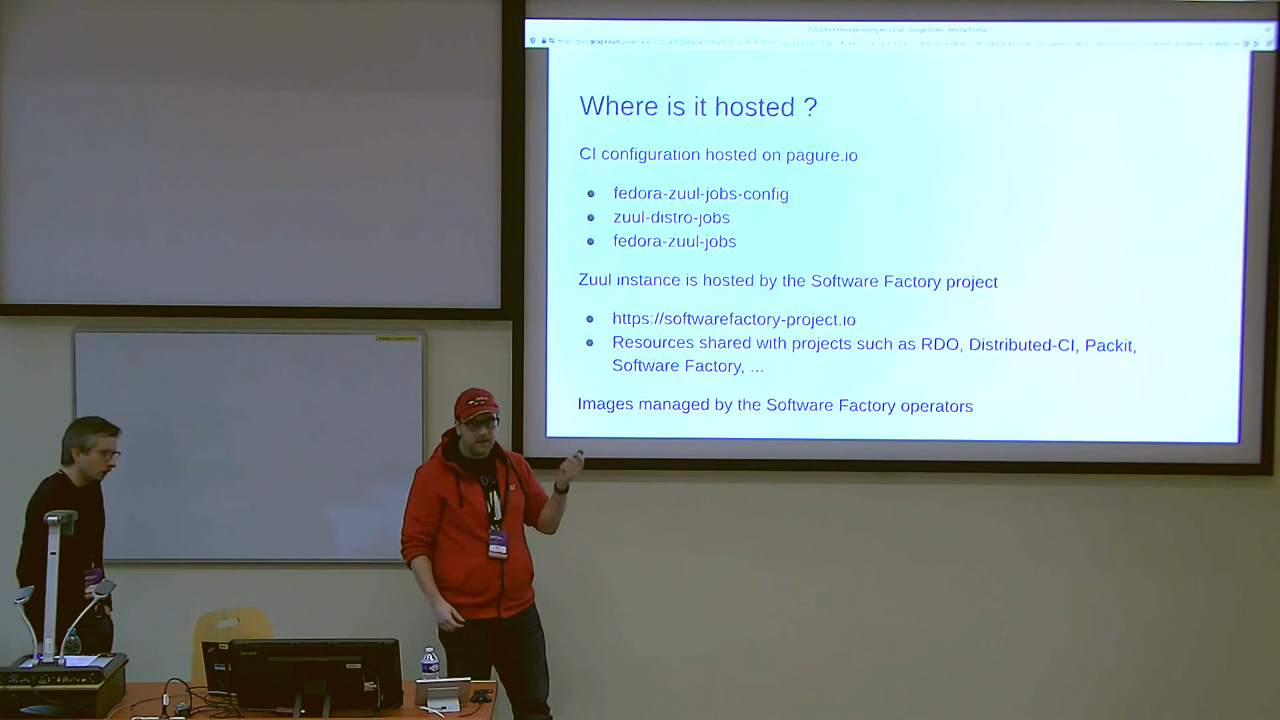 Where is it hosted ?
CI configuration hosted on pagure.io
fedora-zuul-jobs-config
zuul-distro-jobs
fedora-zuul-jobs
Zuul instance is hosted by the Software Factory project
https://softwarefactory-project.io
Resources shared with projects such as RDO, Distributed-CI, Packit,
Software Factory, ...
Images managed by the Software Factory operators